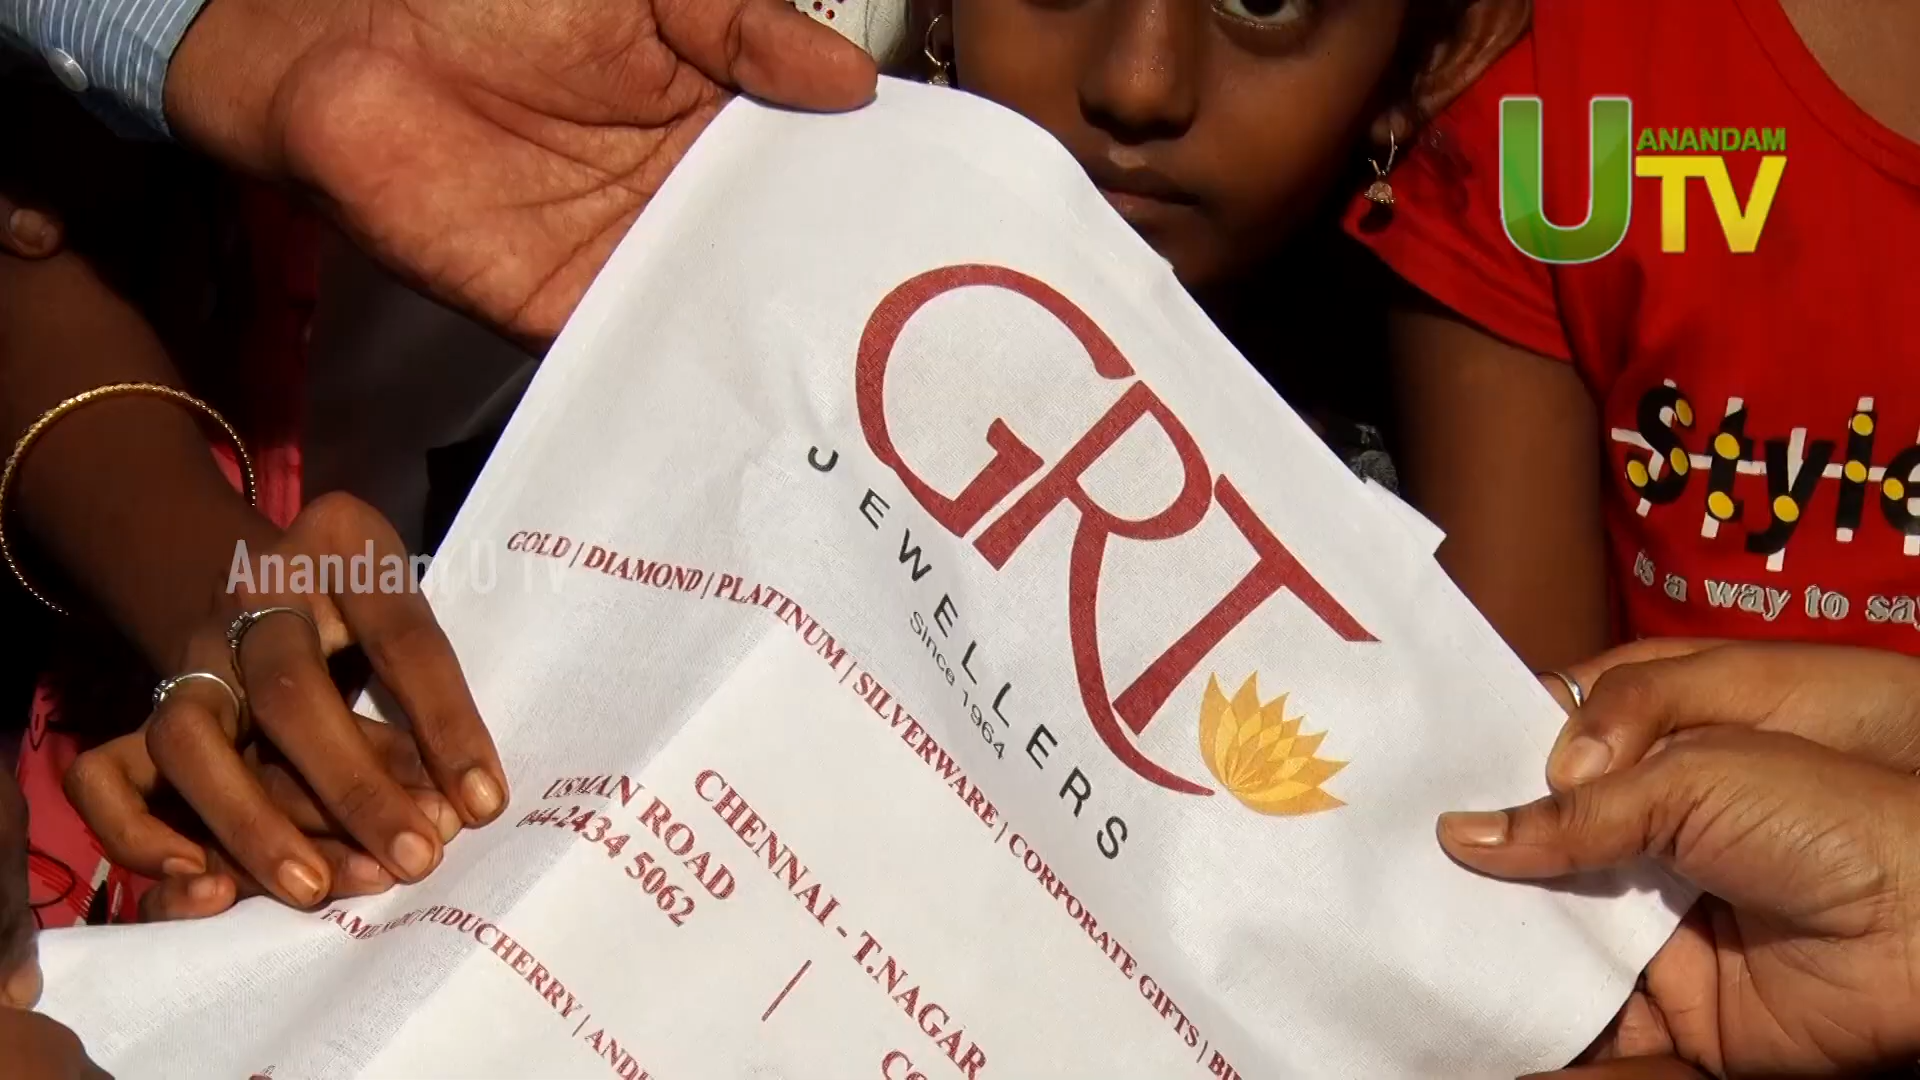 ANANDAM
UTV
GRT
JEWELLERS
Since 1964
GOLD | DIAMOND | PLATINUM | SILVERWARE | CORPORATE GIFTS |
CHENNAI - T.NAGAR
USMAN ROAD
044-2434 5062
PUDUCHERRY |
Anandam U TV
Style
is a way to say